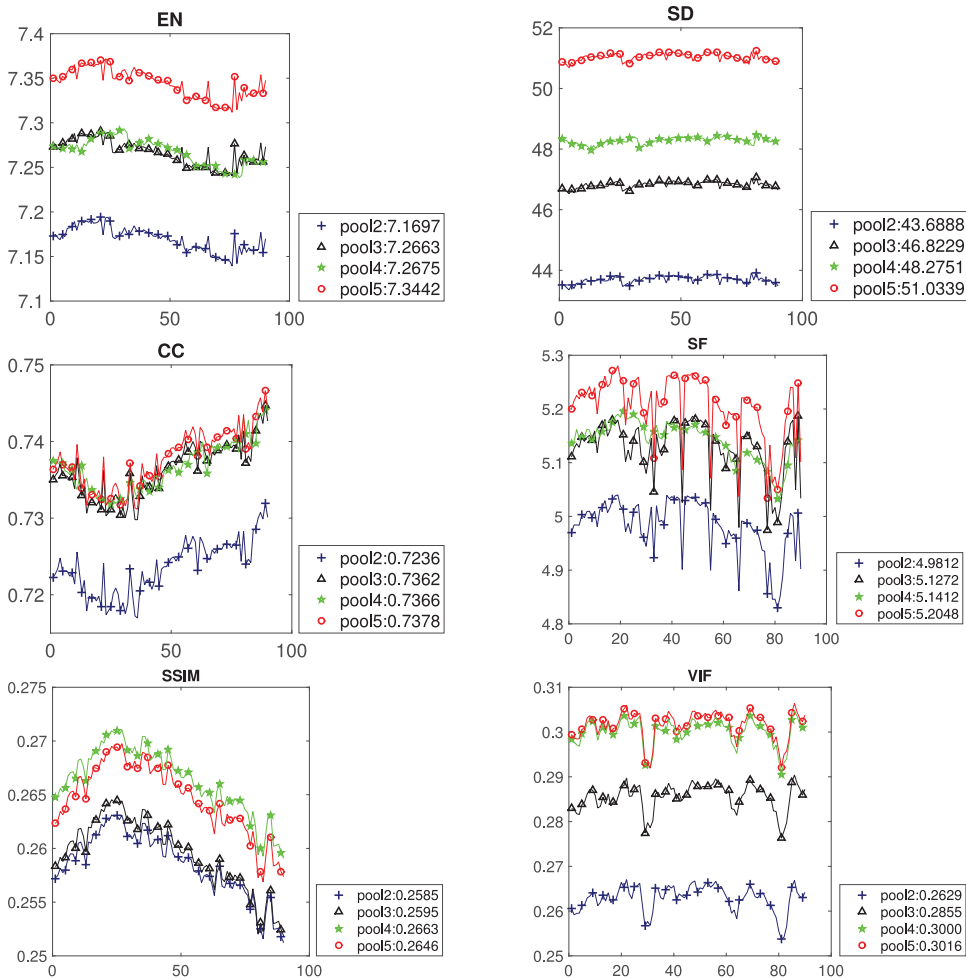 EN
7.4
7.35
7.3
7.25
7.2
7.15
7.1
0
50
100
pool2:7.1697
pool3:7.2663
pool4:7.2675
pool5:7.3442
SD
52
50
48
46
44
0
50
100
pool2:43.6888
pool3:46.8229
pool4:48.2751
pool5:51.0339
CC
0.75
0.74
0.73
0.72
0
50
100
pool2:0.7236
pool3:0.7362
pool4:0.7366
pool5:0.7378
SF
5.3
5.2
5.1
5
4.9
4.8
0
20
40
60
80
100
pool2:4.9812
pool3:5.1272
pool4:5.1412
pool5:5.2048
SSIM
0.275
0.27
0.265
0.26
0.255
0.25
0
50
100
pool2:0.2585
pool3:0.2595
pool4:0.2663
pool5:0.2646
VIF
0.31
0.3
0.29
0.28
0.27
0.26
0.25
0
20
40
60
80
100
pool2:0.2629
pool3:0.2855
pool4:0.3000
pool5:0.3016